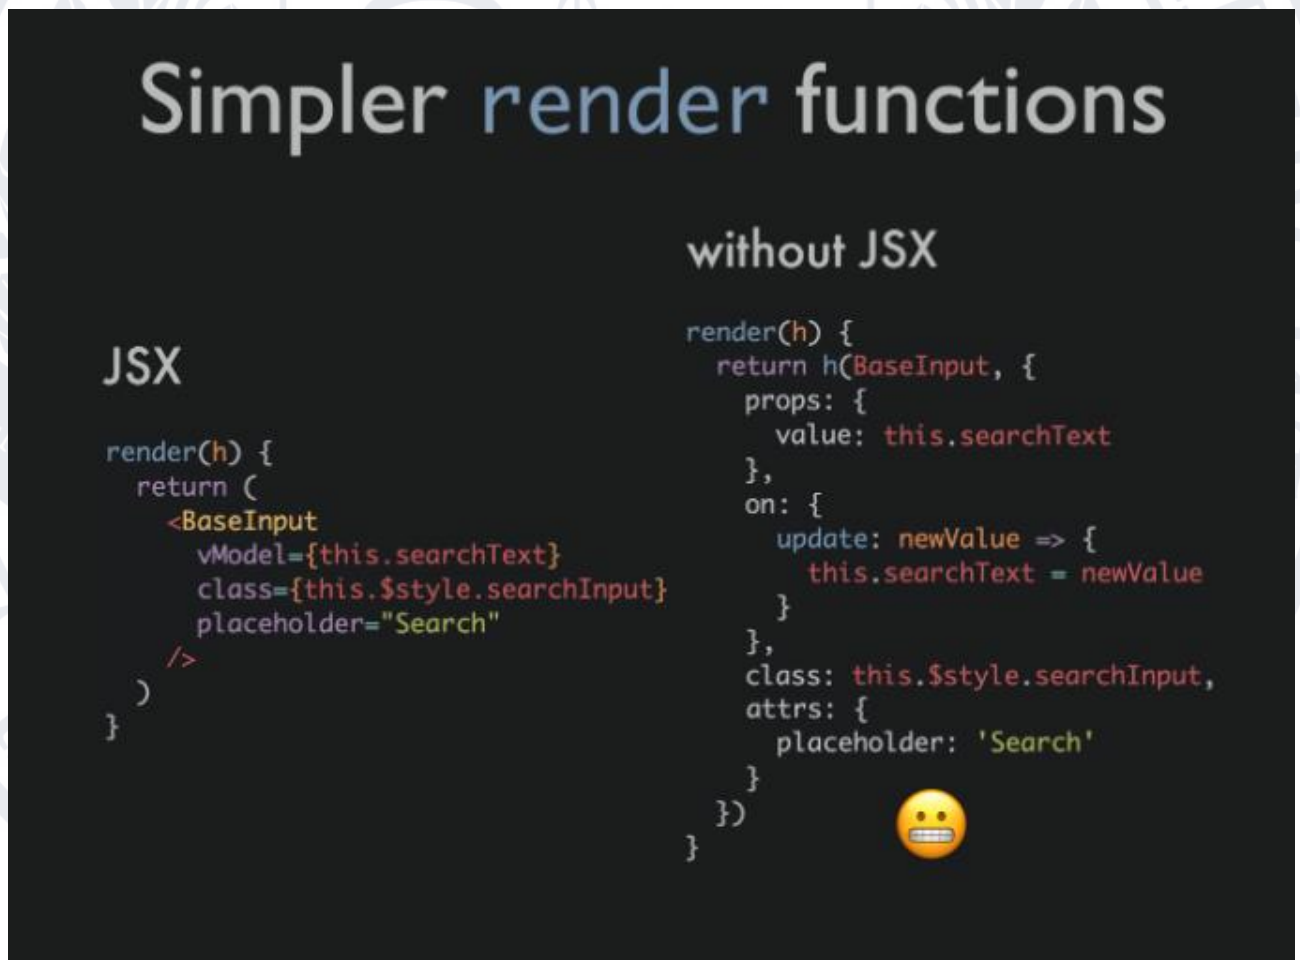 Simpler render functions
JSX
render(h) {
  return (
    <BaseInput
      vModel={this.searchText}
      class={this.$style.searchInput}
      placeholder="Search"
    />
  )
}
without JSX
render(h) {
  return h(BaseInput, {
    props: {
      value: this.searchText
    },
    on: {
      update: newValue => {
        this.searchText = newValue
      }
    },
    class: this.$style.searchInput,
    attrs: {
      placeholder: 'Search'
    }
  })
}